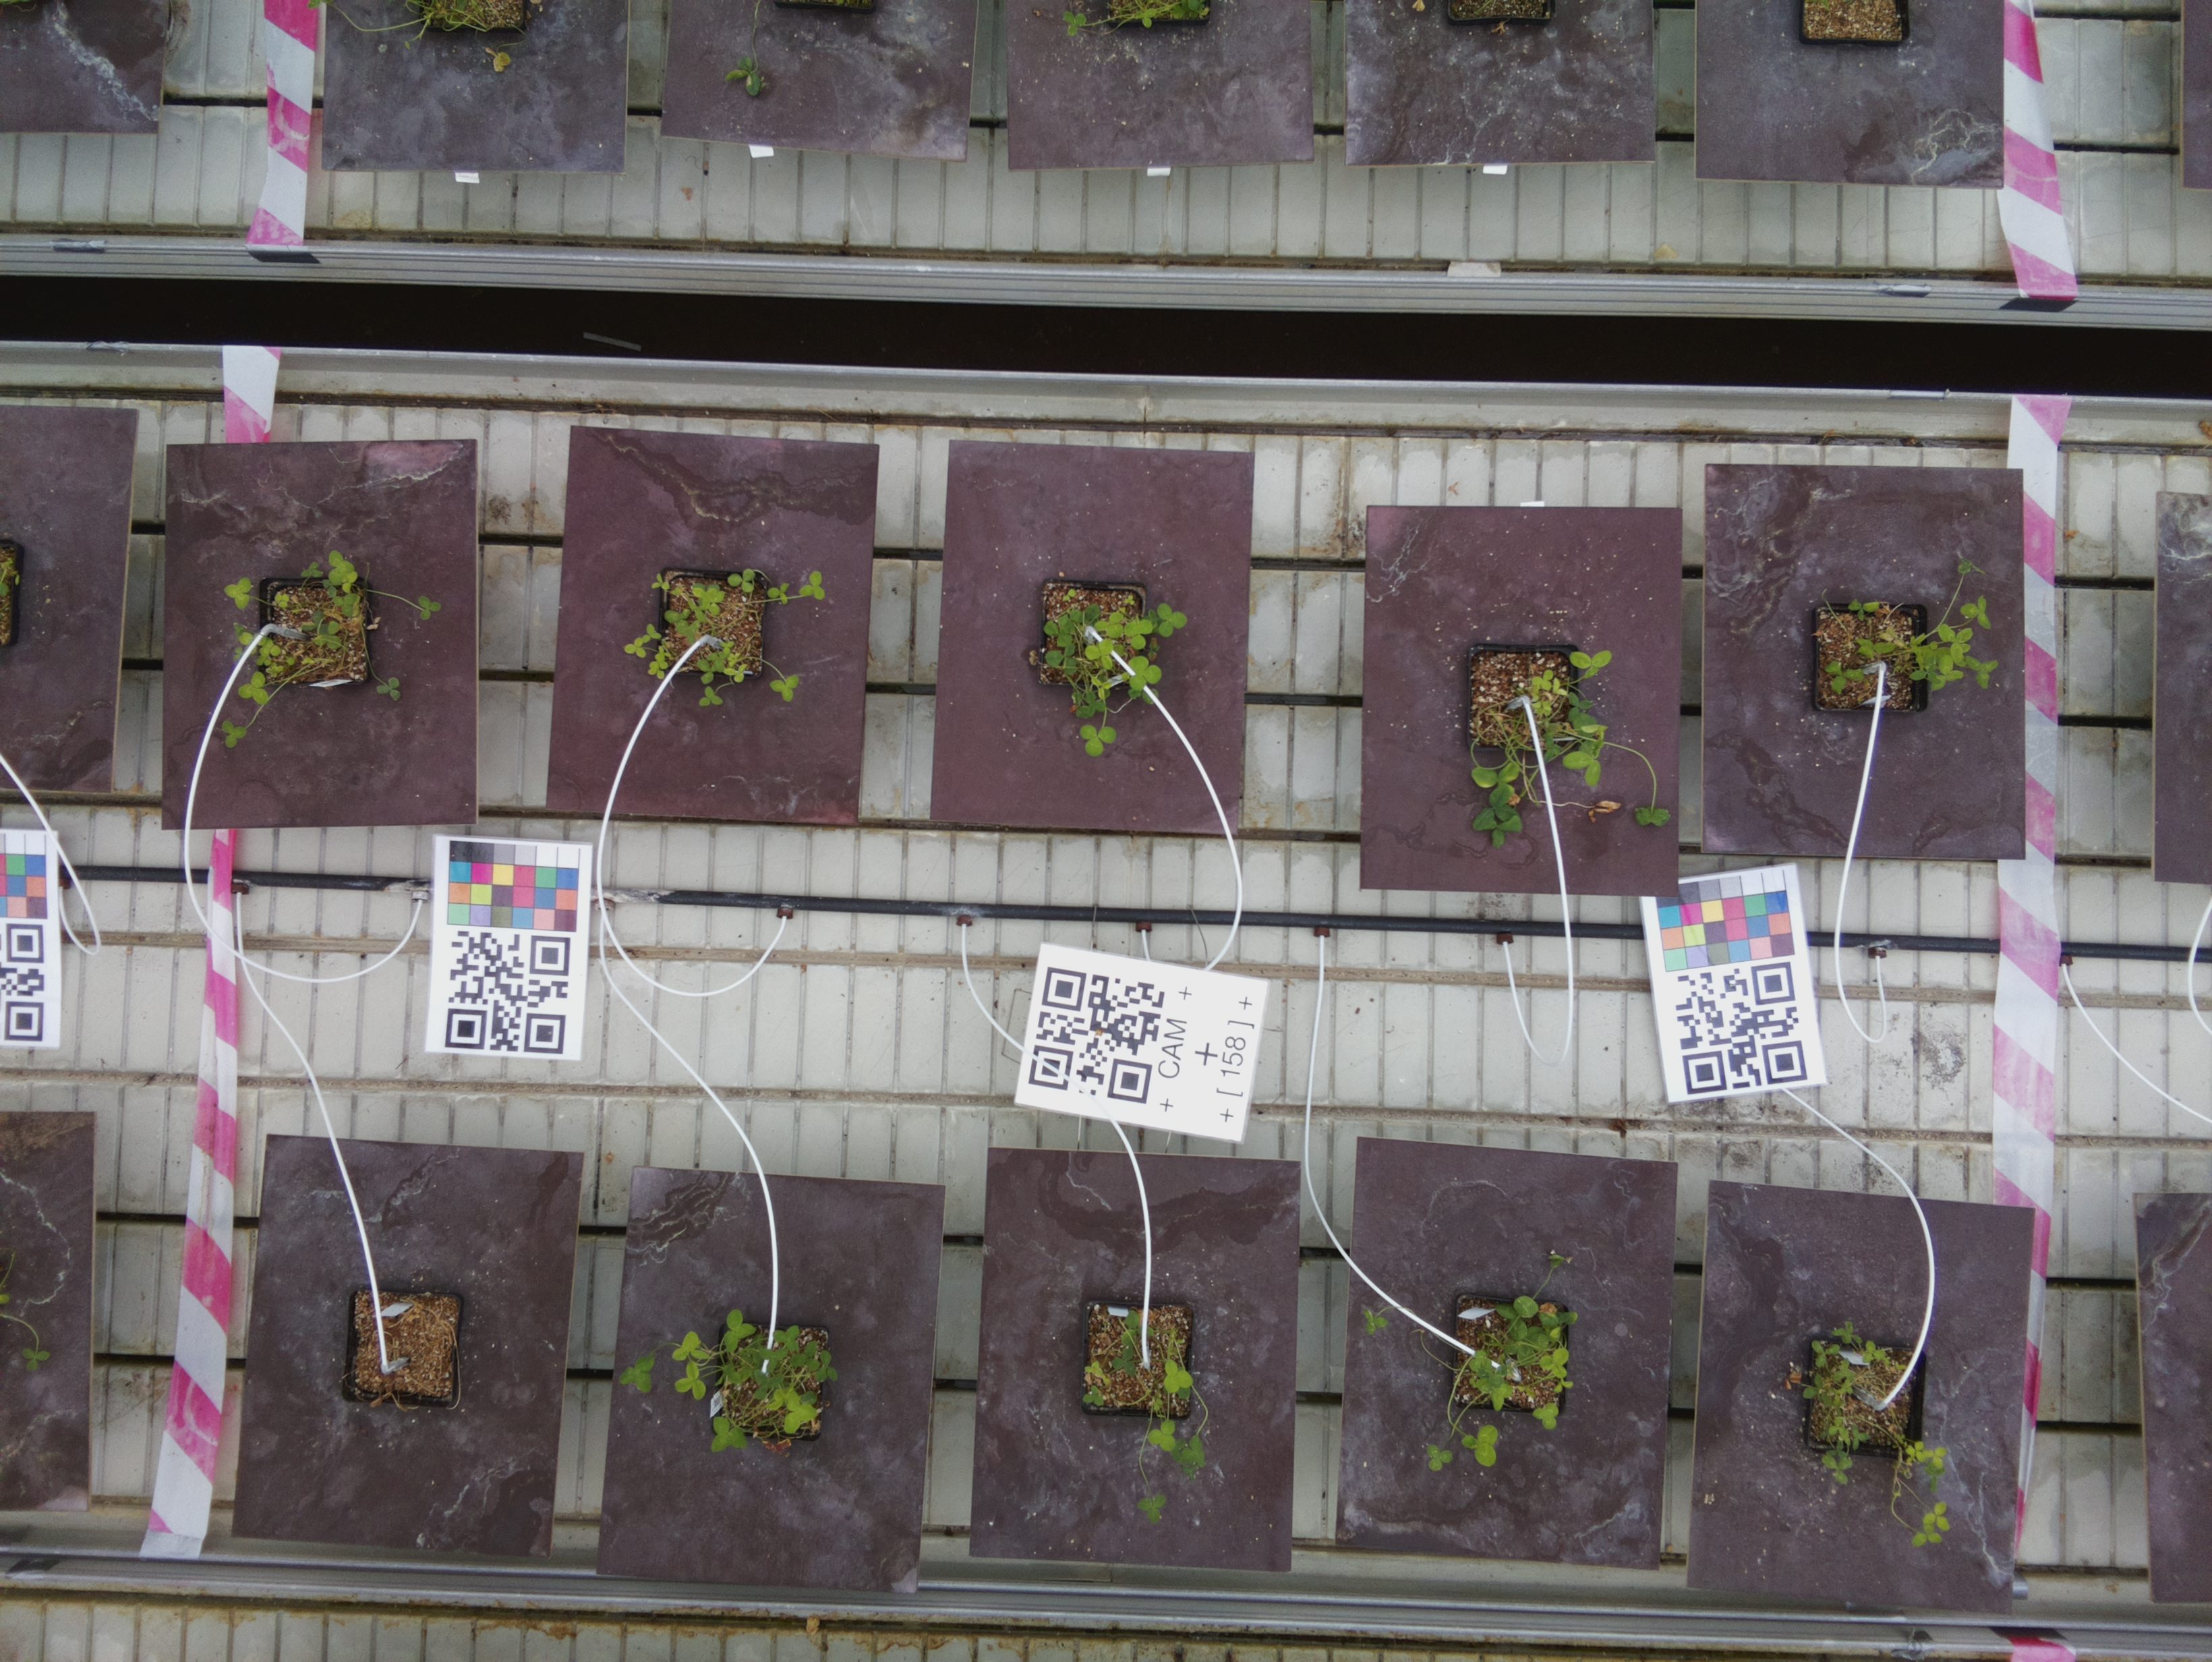 + CAM +
+
+ [ 158 ] +